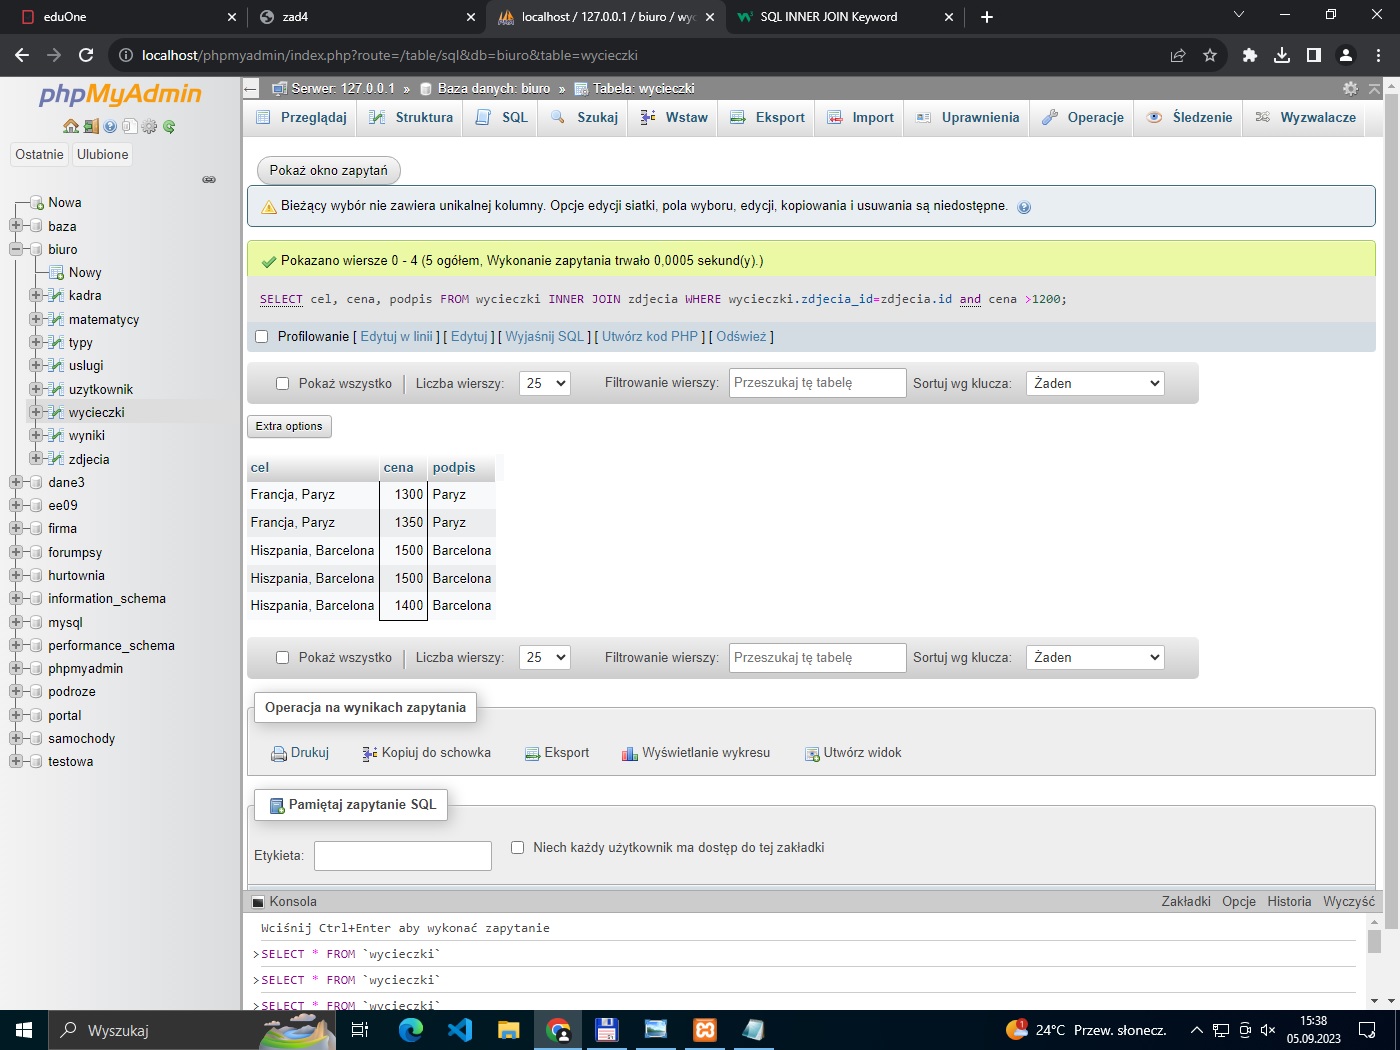 eduOne
zad4
localhost / 127.0.0.1 / biuro / wyc
SQL INNER JOIN Keyword
localhost/phpmyadmin/index.php?route=/table/sql&db=biuro&table=wycieczki
phpMyAdmin
Ostatnie
Ulubione
Nowa
baza
biuro
Nowy
kadra
matematycy
typy
uslugi
uzytkownik
wycieczki
wyniki
zdjecia
dane3
ee09
firma
forumpsy
hurtownia
information_schema
mysql
performance_schema
phpmyadmin
podroze
portal
samochody
testowa
Serwer: 127.0.0.1 » Baza danych: biuro » Tabela: wycieczki
Przeglądaj Struktura SQL Szukaj Wstaw Eksport Import Uprawnienia Operacje Śledzenie Wyzwalacze
Pokaż okno zapytań
Bieżący wybór nie zawiera unikalnej kolumny. Opcje edycji siatki, pola wyboru, edycji, kopiowania i usuwania są niedostępne.
Pokazano wiersze 0 - 4 (5 ogółem, Wykonanie zapytania trwało 0,0005 sekund(y).)
SELECT cel, cena, podpis FROM wycieczki INNER JOIN zdjecia WHERE wycieczki.zdjecia_id=zdjecia.id and cena >1200;
Profilowanie [ Edytuj w linii ] [ Edytuj ] [ Wyjaśnij SQL ] [ Utwórz kod PHP ] [ Odśwież ]
Pokaż wszystko Liczba wierszy: 25 Filtrowanie wierszy: Przeszukaj tę tabelę Sortuj wg klucza: Żaden
Extra options
cel cena podpis
Francja, Paryz 1300 Paryz
Francja, Paryz 1350 Paryz
Hiszpania, Barcelona 1500 Barcelona
Hiszpania, Barcelona 1500 Barcelona
Hiszpania, Barcelona 1400 Barcelona
Pokaż wszystko Liczba wierszy: 25 Filtrowanie wierszy: Przeszukaj tę tabelę Sortuj wg klucza: Żaden
Operacja na wynikach zapytania
Drukuj Kopiuj do schowka Eksport Wyświetlanie wykresu Utwórz widok
Pamiętaj zapytanie SQL
Etykieta: Niech każdy użytkownik ma dostęp do tej zakładki
Konsola Zakładki Opcje Historia Wyczyść
Wciśnij Ctrl+Enter aby wykonać zapytanie
>SELECT * FROM `wycieczki`
>SELECT * FROM `wycieczki`
>SELECT * FROM `wycieczki`
Wyszukaj
24°C Przew. słonecz.
15:38
05.09.2023